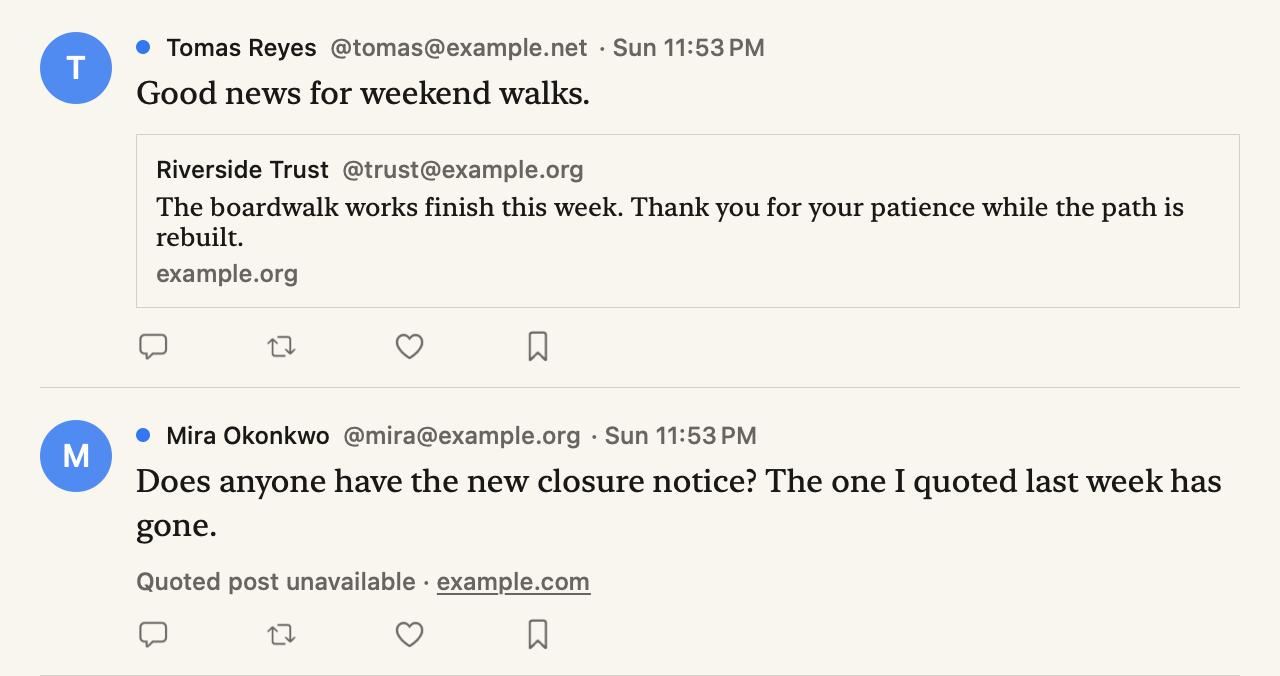 T
Tomas Reyes @tomas@example.net · Sun 11:53 PM
Good news for weekend walks.
Riverside Trust @trust@example.org
The boardwalk works finish this week. Thank you for your patience while the path is
rebuilt.
example.org
M
Mira Okonkwo @mira@example.org · Sun 11:53 PM
Does anyone have the new closure notice? The one I quoted last week has
gone.
Quoted post unavailable · example.com